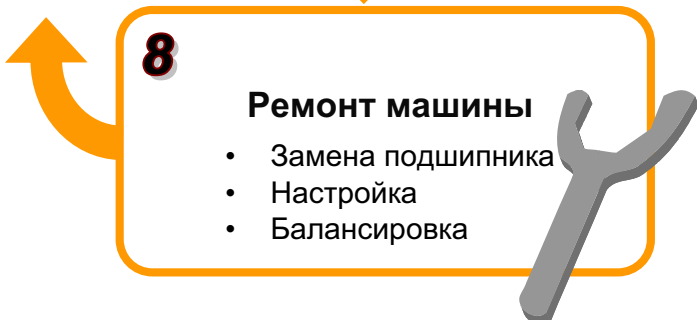 8
Ремонт машины
• Замена подшипника
• Настройка
• Балансировка